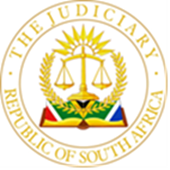 · THE JUDICIARY ·
REPUBLIC OF SOUTH AFRICA